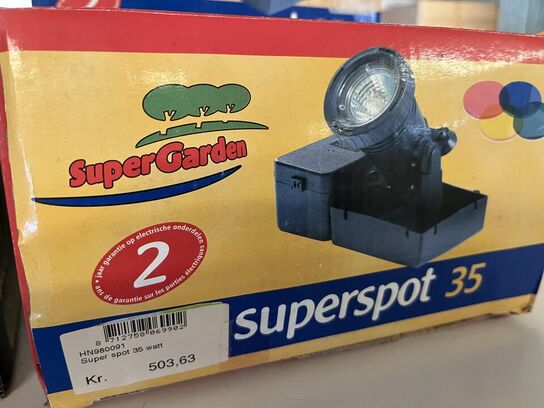 SuperGarden
jaar garantie op electrische onderdelen
2
ans de garantie sur les parties électriques
superspot 35
8 712758 069902
HN980091
Super spot 35 watt
Kr. 503,63